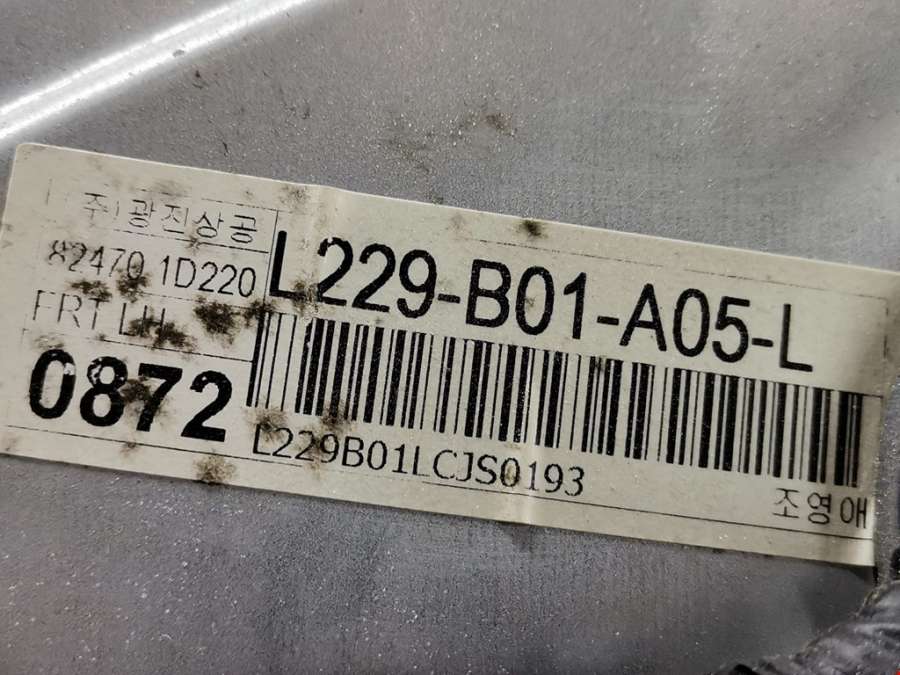 주)광진상공
82470 1D220
FRT LH
0872
L229-B01-A05-L
L229B01LCJS0193
조영애